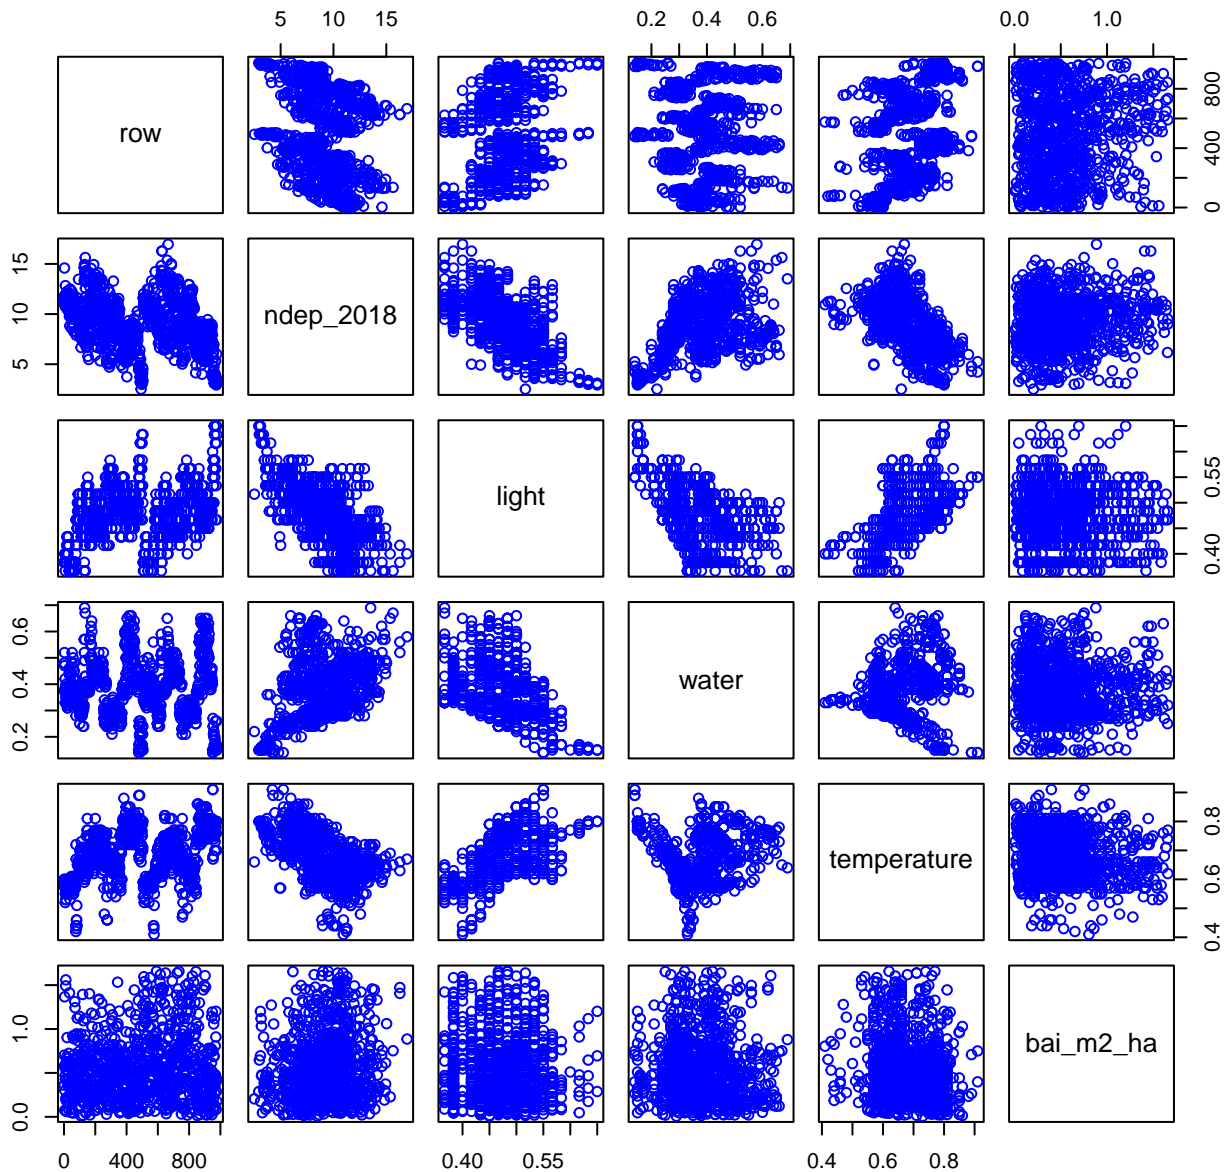 5 10 15 0.2 0.4 0.6 0.0 1.0
row 0 400 800
5 10 15 ndep_2018
light 0.40 0.55
0.2 0.4 0.6 water
temperature 0.4 0.6 0.8
0.0 1.0 bai_m2_ha
0 400 800 0.40 0.55 0.4 0.6 0.8